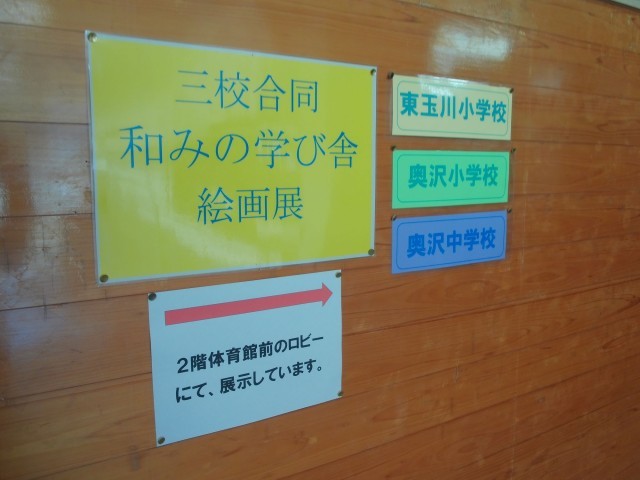 三校合同
和みの学び舎
絵画展
東玉川小学校
奥沢小学校
奥沢中学校
2階体育館前のロビー
にて、展示しています。